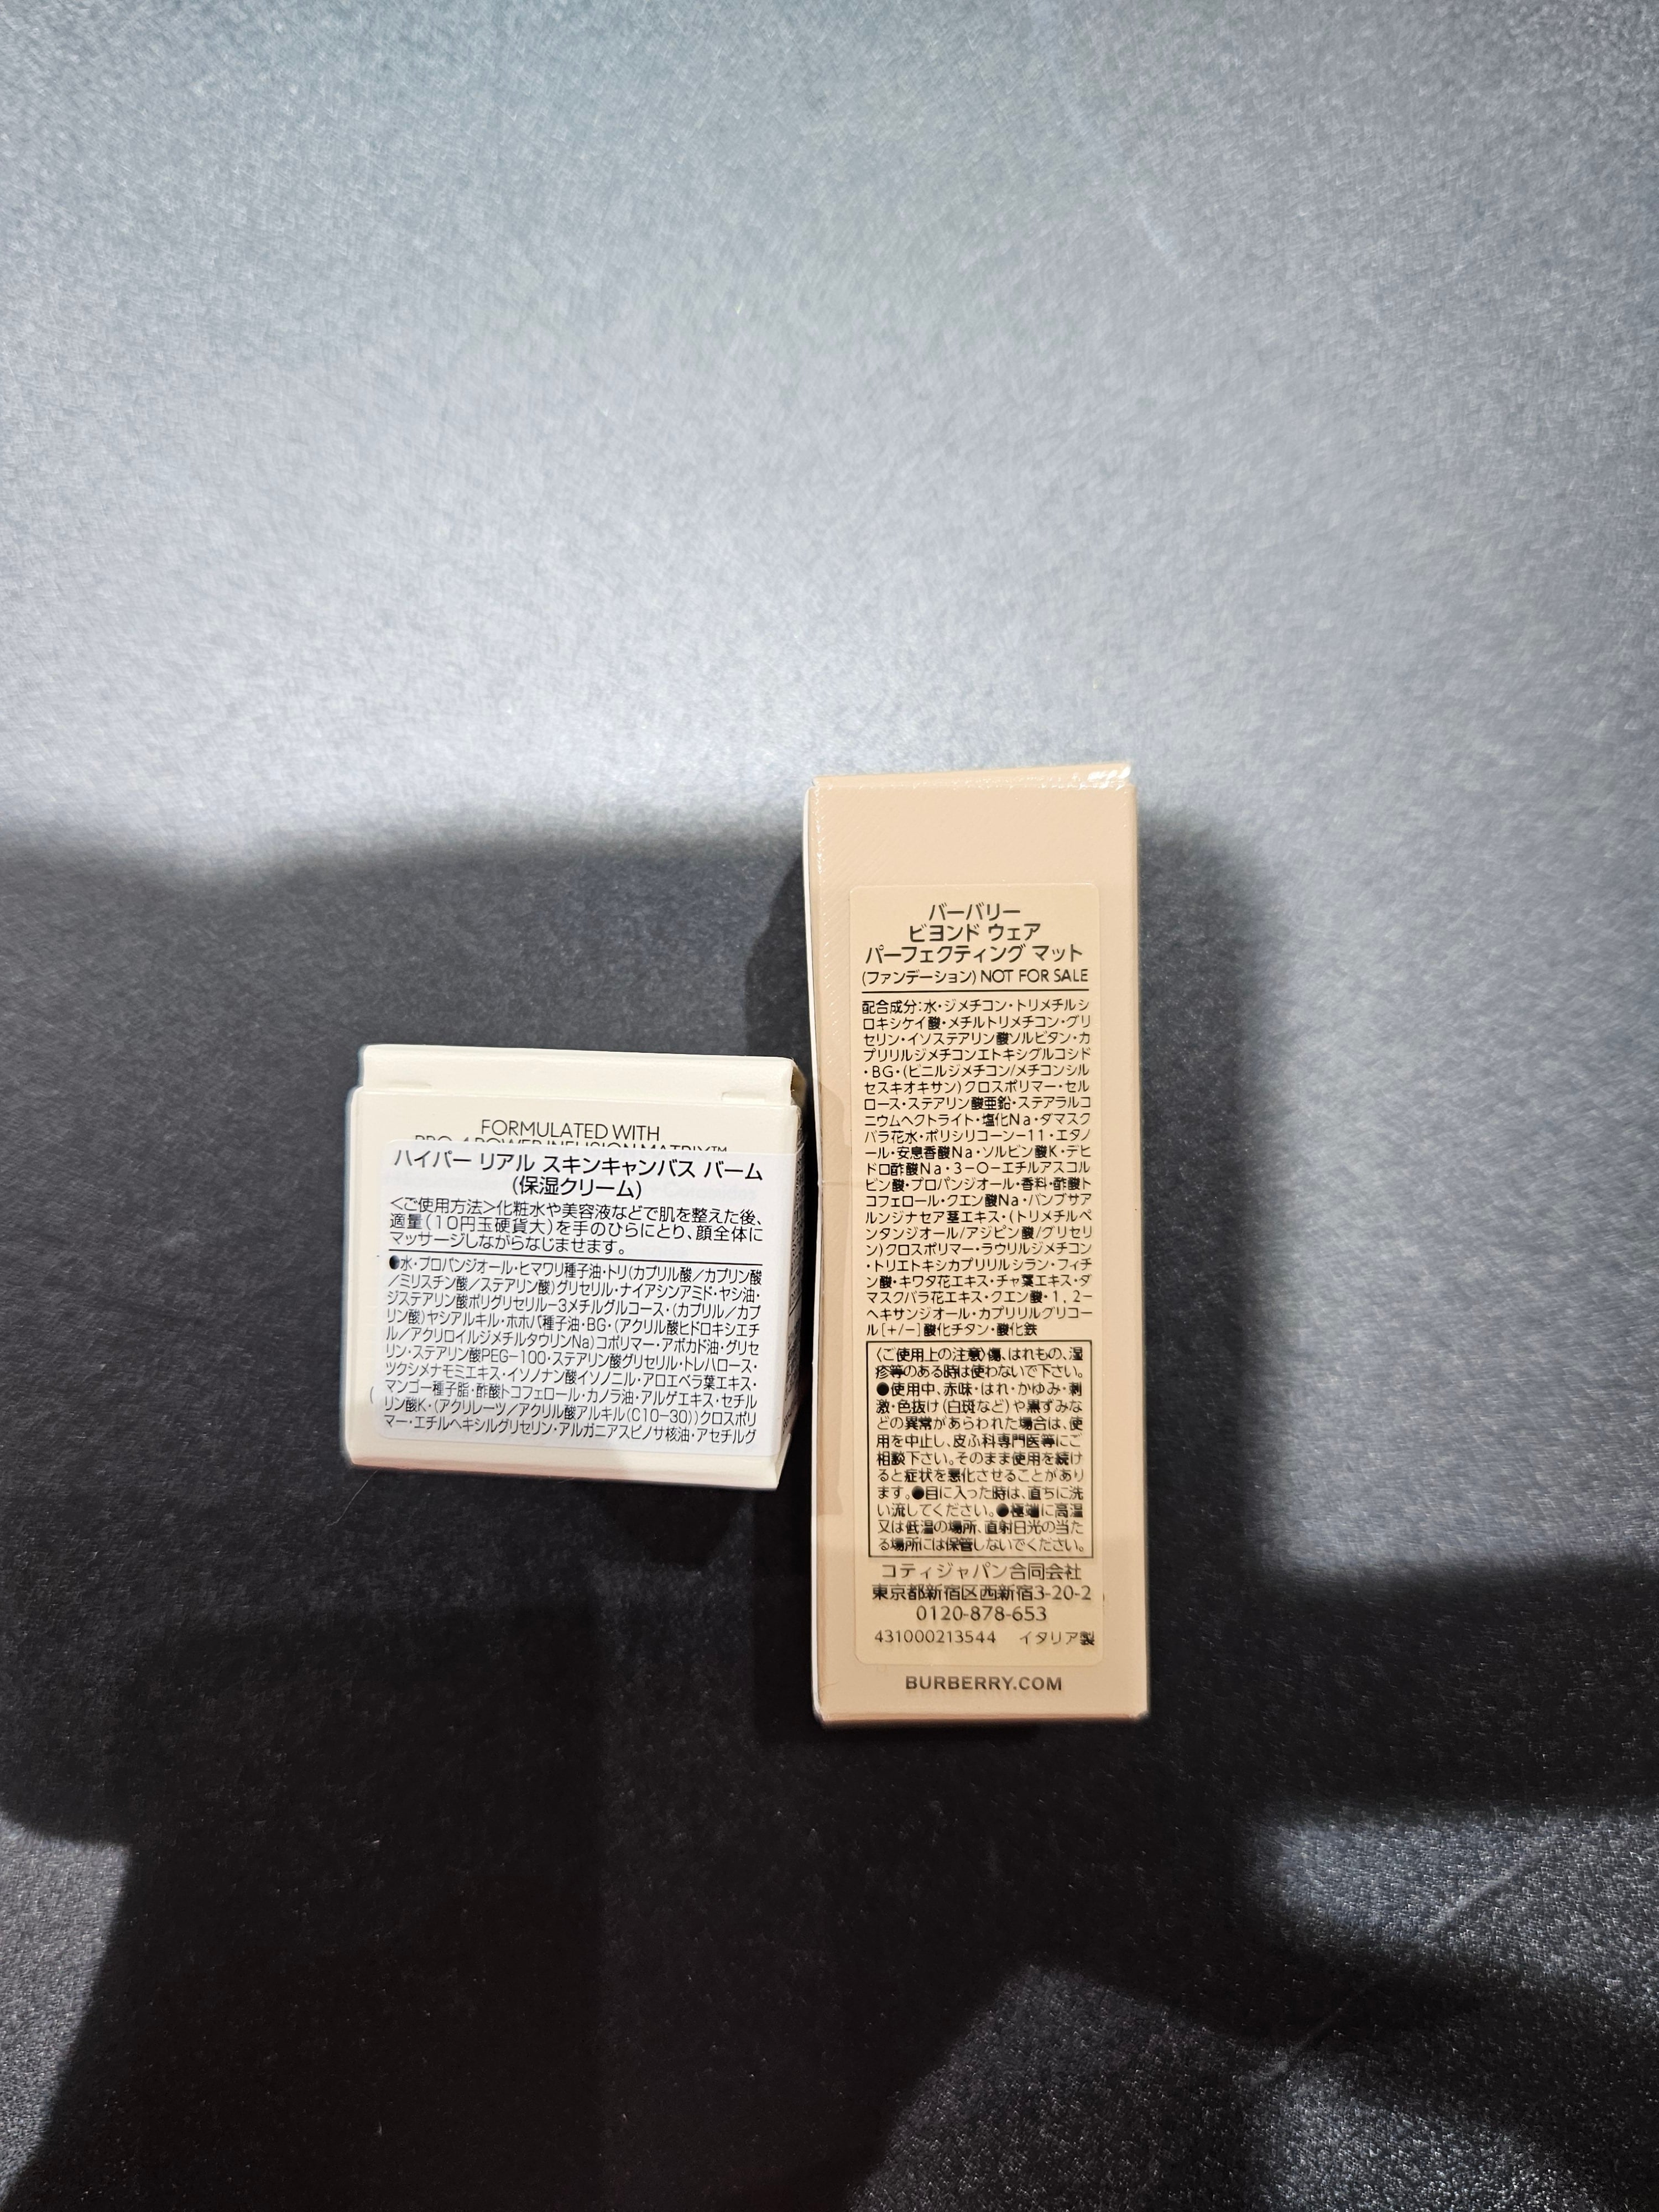 FORMULATED WITH
ハイパー リアル スキンキャンバス バーム
(保湿クリーム)
<ご使用方法>化粧水や美容液などで肌を整えた後、
適量(10円玉硬貨大)を手のひらにとり、顔全体に
マッサージしながらなじませます。
●水・プロパンジオール・ヒマワリ種子油・トリ(カプリル酸/カプリン酸
/ミリスチン酸/ステアリン酸)グリセリル・ナイアシンアミド・ヤシ油・
ジステアリン酸ポリグリセリル-3メチルグルコース・(カプリル/カプ
リン酸)ヤシアルキル・ホホバ種子油・BG・(アクリル酸ヒドロキシエチ
ル/アクリロイルジメチルタウリンNa)コポリマー・アボカド油・グリセ
リン・ステアリン酸PEG-100・ステアリン酸グリセリル・トレハロース・
ツクシメナモミエキス・イソノナン酸イソノニル・アロエベラ葉エキス・
マンゴー種子脂・酢酸トコフェロール・カノラ油・アルゲエキス・セチル
リン酸K・(アクリレーツ/アクリル酸アルキル(C10-30))クロスポリ
マー・エチルヘキシルグリセリン・アルガニアスピノサ核油・アセチルグ
バーバリー
ビヨンド ウェア
パーフェクティング マット
(ファンデーション) NOT FOR SALE
配合成分:水・ジメチコン・トリメチルシ
ロキシケイ酸・メチルトリメチコン・グリ
セリン・イソステアリン酸ソルビタン・カ
プリリルジメチコンエトキシグルコシド
・BG・(ビニルジメチコン/メチコンシル
セスキオキサン)クロスポリマー・セル
ロース・ステアリン酸亜鉛・ステアラルコ
ニウムヘクトライト・塩化Na・ダマスク
バラ花水・ポリシリコーン-11・エタノ
ール・安息香酸Na・ソルビン酸K・デヒ
ドロ酢酸Na・3-O-エチルアスコル
ビン酸・プロパンジオール・香料・酢酸ト
コフェロール・クエン酸Na・バンブサア
ルンジナセア茎エキス・(トリメチルペ
ンタンジオール/アジピン酸/グリセリ
ン)クロスポリマー・ラウリルジメチコン
・トリエトキシカプリリルシラン・フィチ
ン酸・キワタ花エキス・チャ葉エキス・ダ
マスクバラ花エキス・クエン酸・1,2-
ヘキサンジオール・カプリリルグリコー
ル[+/-]酸化チタン・酸化鉄
〈ご使用上の注意〉傷、はれもの、湿
疹等のある時は使わないで下さい。
●使用中、赤味・はれ・かゆみ・刺
激・色抜け(白斑など)や黒ずみな
どの異常があらわれた場合は、使
用を中止し、皮ふ科専門医等にご
相談下さい。そのまま使用を続け
ると症状を悪化させることがあり
ます。●目に入った時は、直ちに洗
い流してください。●極端に高温
又は低温の場所、直射日光の当た
る場所には保管しないでください。
コティジャパン合同会社
東京都新宿区西新宿3-20-2
0120-878-653
431000213544 イタリア製
BURBERRY.COM